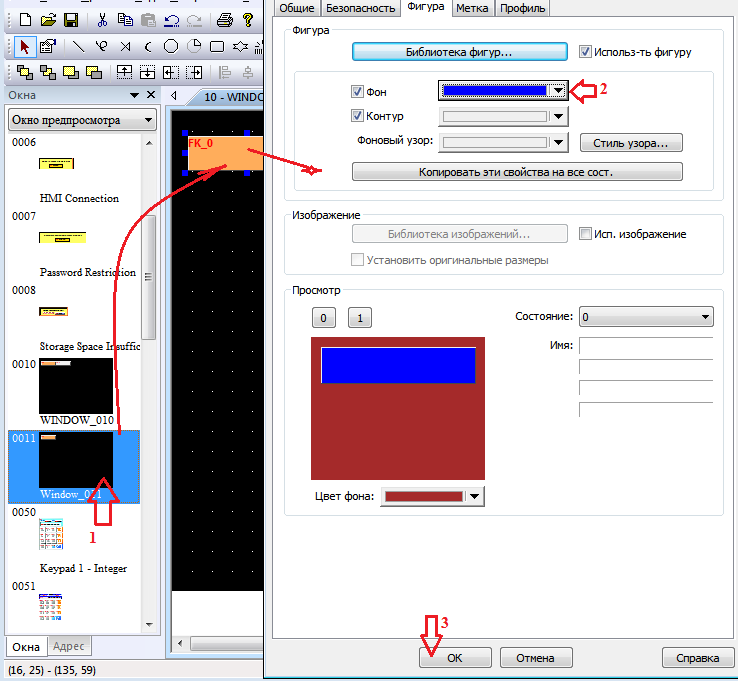 Окна
Окно предпросмотра
0006
HMI Connection
0007
Password Restriction
0008
Storage Space Insuffic
0010
WINDOW_010
0011
Window_011
1
0050
Keypad 1 - Integer
0051
Окна
Адрес
(16, 25) - (135, 59)
10 - WINDO
FK_0
Общие
Безопасность
Фигура
Метка
Профиль
Фигура
Библиотека фигур...
Использ-ть фигуру
Фон
2
Контур
Фоновый узор:
Стиль узора...
Копировать эти свойства на все сост.
Изображение
Библиотека изображений...
Исп. изображение
Установить оригинальные размеры
Просмотр
0
1
Состояние:
0
Имя:
Цвет фона:
3
OK
Отмена
Справка